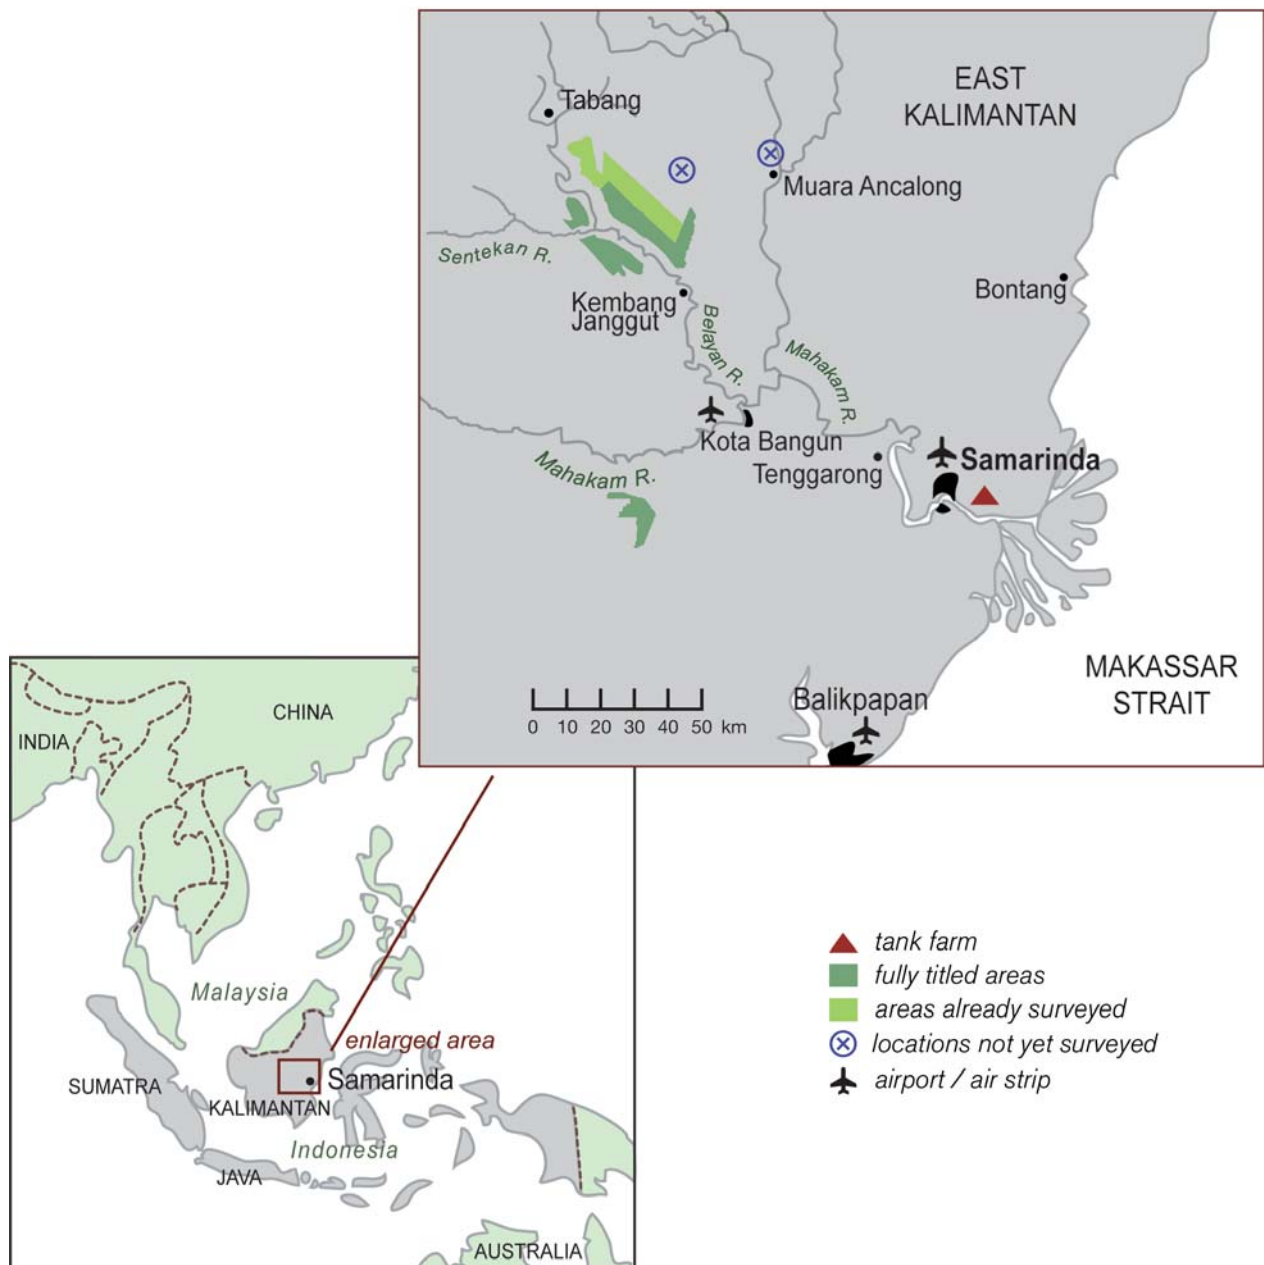 EAST
KALIMANTAN
Tabang
Muara Ancalong
Sentekan R.
Bontang
Kembang
Janggut
Belayan R.
Mahakam R.
Kota Bangun
Tenggarong
Samarinda
Mahakam R.
MAKASSAR
STRAIT
Balikpapan
0 10 20 30 40 50 km
CHINA
INDIA
Malaysia
enlarged area
Samarinda
SUMATRA
KALIMANTAN
Indonesia
JAVA
AUSTRALIA
tank farm
fully titled areas
areas already surveyed
locations not yet surveyed
airport / air strip